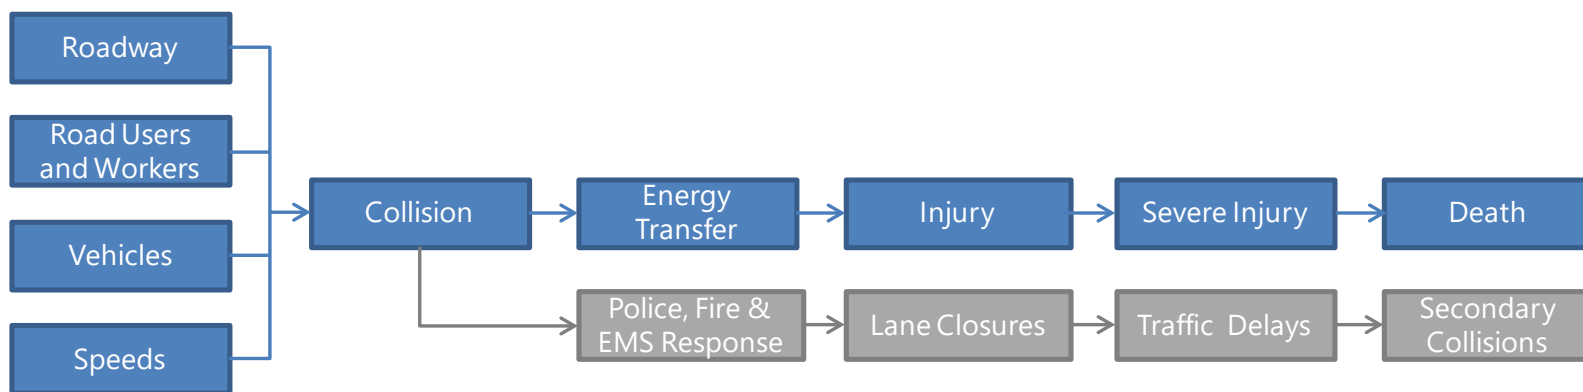 Roadway
Road Users
and Workers
Vehicles
Speeds
Collision
Energy
Transfer
Injury
Severe Injury
Death
Police, Fire &
EMS Response
Lane Closures
Traffic Delays
Secondary
Collisions